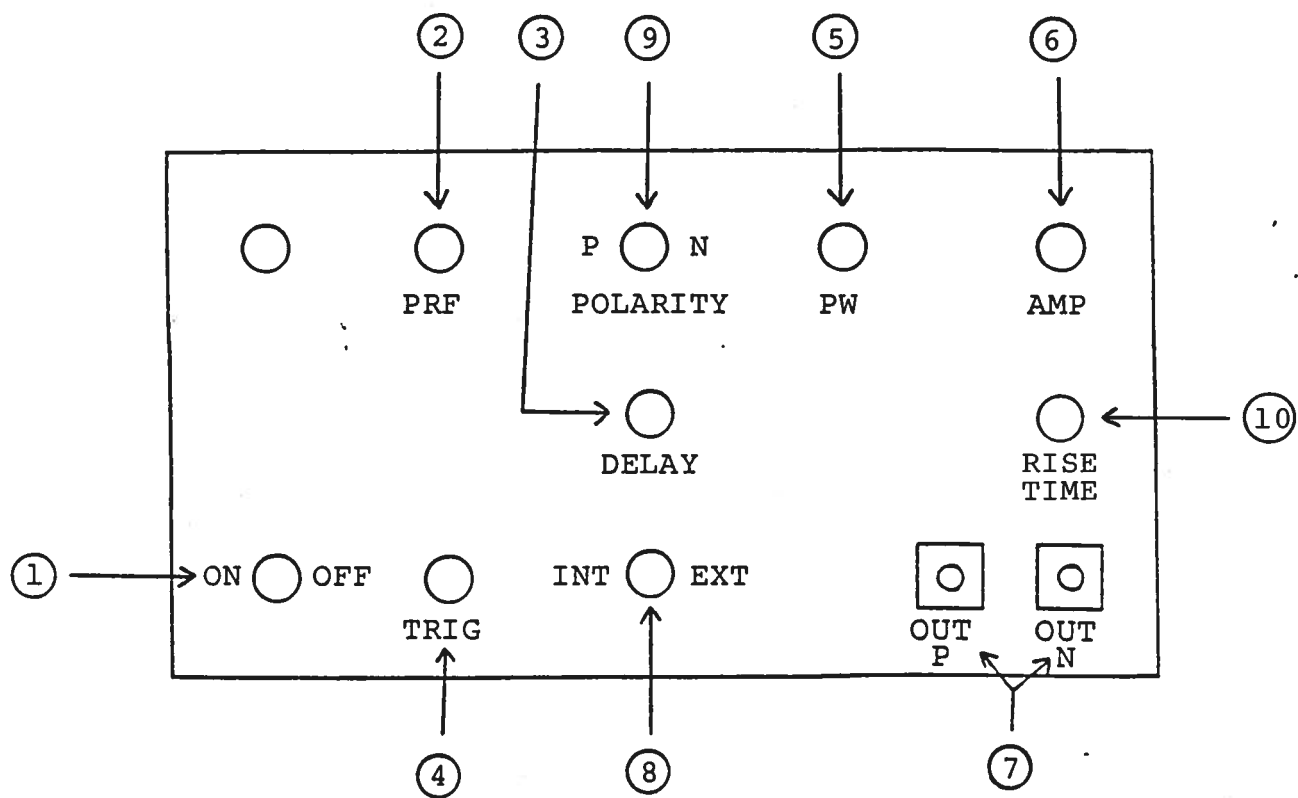 2 3 9 5 6
P N
PRF POLARITY PW AMP
DELAY
10
RISE
TIME
1 ON OFF INT EXT
TRIG
OUT
P
OUT
N
4 8 7